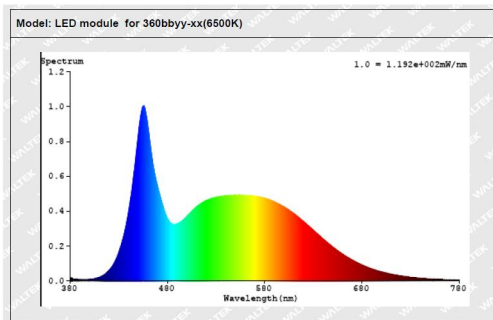 Model: LED module for 360bbyy-xx(6500K)
Spectrum
1.0 = 1.192e+002mW/nm
1.2
1.0
0.8
0.6
0.4
0.2
0.0
380 480 580 680 780
Wavelength(nm)
WALTEK